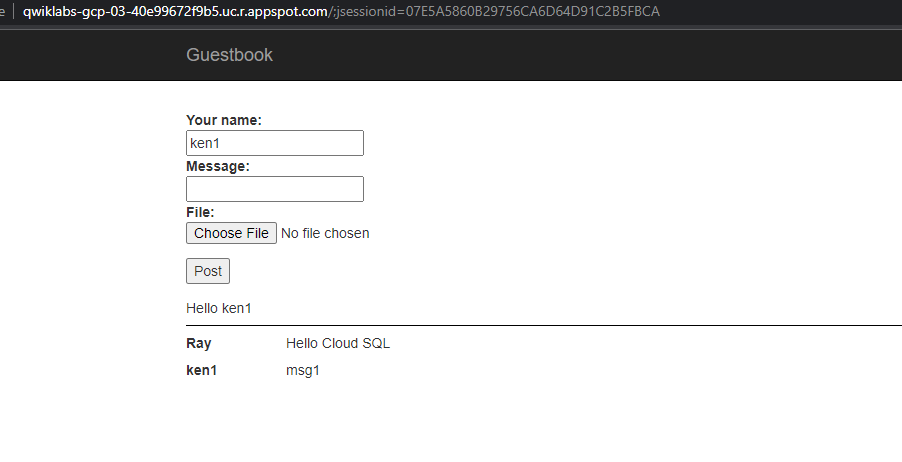 e qwiklabs-gcp-03-40e99672f9b5.uc.r.appspot.com/;jsessionid=07E5A5860B29756CA6D64D91C2B5FBCA
Guestbook
Your name:
ken1
Message:
File:
Choose File No file chosen
Post
Hello ken1
Ray Hello Cloud SQL
ken1 msg1